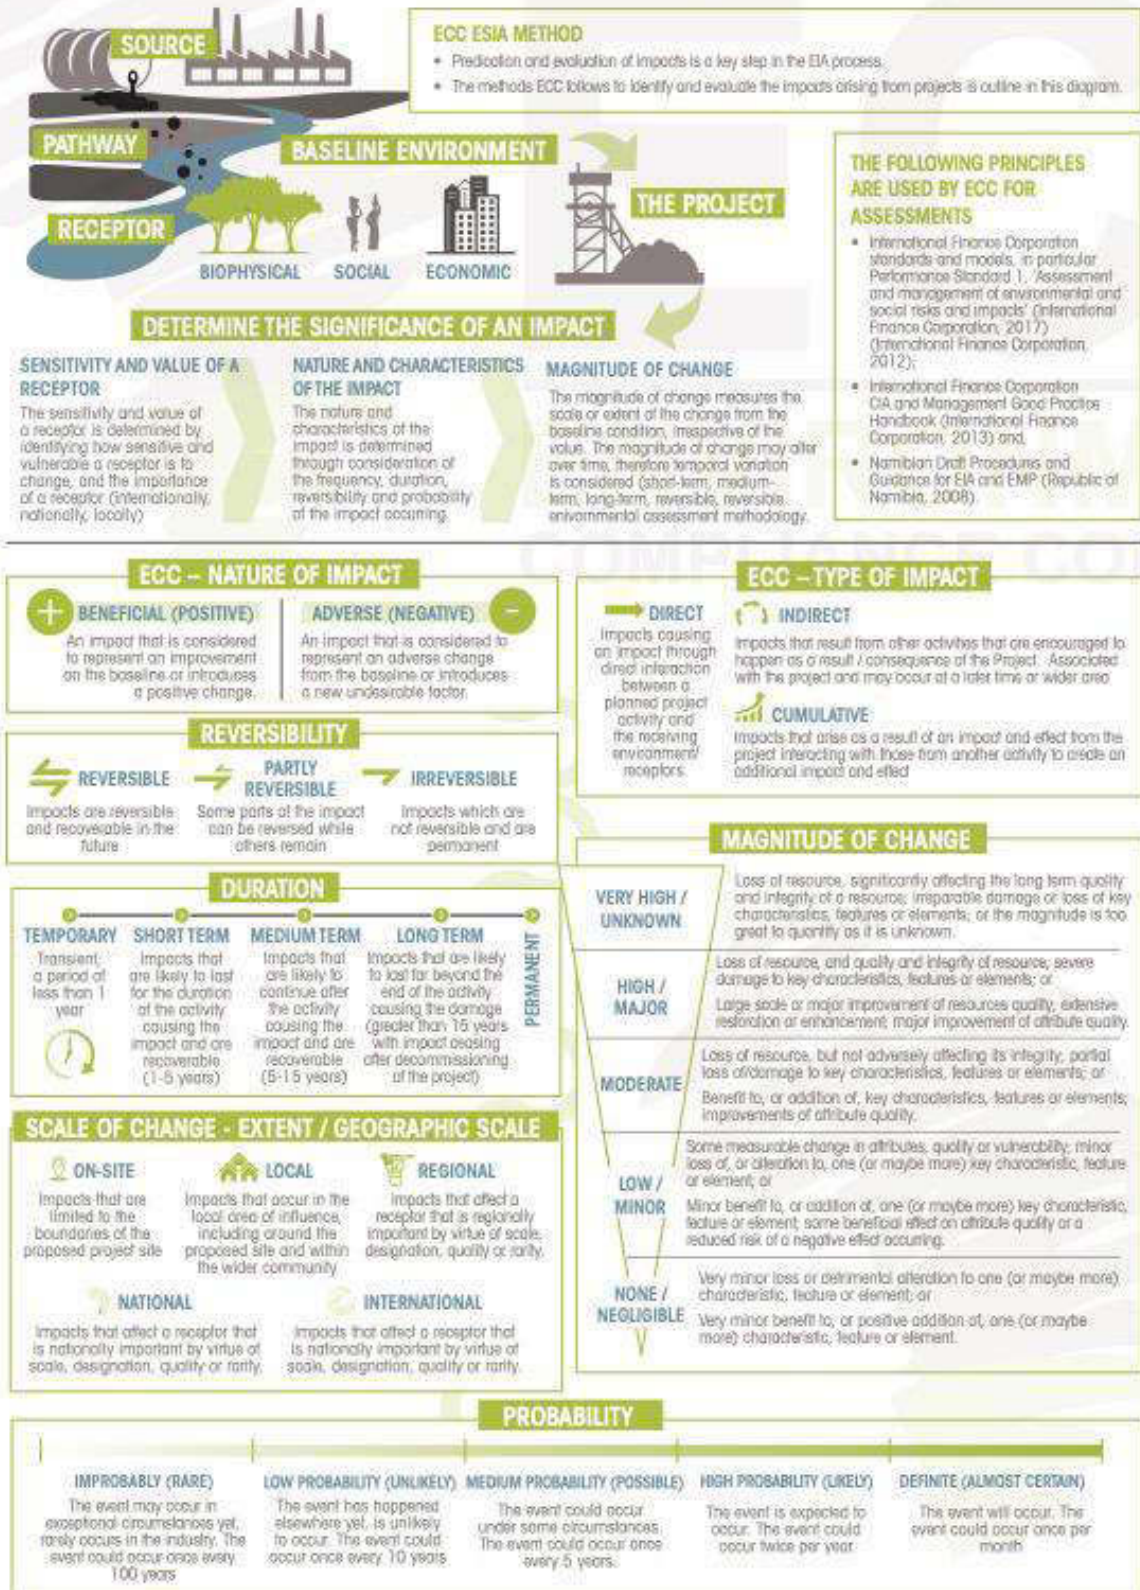 SOURCE
PATHWAY
RECEPTOR
BASELINE ENVIRONMENT
BIOPHYSICAL
SOCIAL
ECONOMIC
THE PROJECT
ECC ESIA METHOD
• Predication and evaluation of impacts is a key step in the EIA process.
• The methods ECC follows to identify and evaluate the impacts arising from projects is outline in this diagram.
THE FOLLOWING PRINCIPLES
ARE USED BY ECC FOR
ASSESSMENTS
• International Finance Corporation
standards and models, in particular
Performance Standard 1, 'Assessment
and management of environmental and
social risks and impacts' (International
Finance Corporation, 2017)
(International Finance Corporation,
2012);
• International Finance Corporation
CIA and Management Good Practice
Handbook (International Finance
Corporation, 2013) and,
• Namibian Draft Procedures and
Guidance for EIA and EMP (Republic of
Namibia, 2008).
DETERMINE THE SIGNIFICANCE OF AN IMPACT
SENSITIVITY AND VALUE OF A
RECEPTOR
The sensitivity and value of
a receptor is determined by
identifying how sensitive and
vulnerable a receptor is to
change, and the importance
of a receptor (internationally,
nationally, locally)
NATURE AND CHARACTERISTICS
OF THE IMPACT
The nature and
characteristics of the
impact is determined
through consideration of
the frequency, duration,
reversibility and probability
of the impact occurring.
MAGNITUDE OF CHANGE
The magnitude of change measures the
scale or extent of the change from the
baseline condition, irrespective of the
value. The magnitude of change may alter
over time, therefore temporal variation
is considered (short-term, medium-
term, long-term, reversible, reversible
environmental assessment methodology.
COMPLIANCE CO
ECC – NATURE OF IMPACT
BENEFICIAL (POSITIVE)
An impact that is considered
to represent an improvement
on the baseline or introduces
a positive change.
ADVERSE (NEGATIVE)
An impact that is considered to
represent an adverse change
from the baseline or introduces
a new undesirable factor.
ECC – TYPE OF IMPACT
DIRECT
Impacts causing
an impact through
direct interaction
between a
planned project
activity and
the receiving
environment/
receptors.
INDIRECT
Impacts that result from other activities that are encouraged to
happen as a result / consequence of the Project. Associated
with the project and may occur at a later time or wider area
CUMULATIVE
Impacts that arise as a result of an impact and effect from the
project interacting with those from another activity to create an
additional impact and effect
REVERSIBILITY
REVERSIBLE
Impacts are reversible
and recoverable in the
future
PARTLY
REVERSIBLE
Some parts of the impact
can be reversed while
others remain
IRREVERSIBLE
Impacts which are
not reversible and are
permanent
DURATION
TEMPORARY
Transient;
a period of
less than 1
year
SHORT TERM
Impacts that
are likely to last
for the duration
of the activity
causing the
impact and are
recoverable
(1-5 years)
MEDIUM TERM
Impacts that
are likely to
continue after
the activity
causing the
impact and are
recoverable
(5-15 years)
LONG TERM
Impacts that are likely
to last far beyond the
end of the activity
causing the damage
(greater than 15 years
with impact ceasing
after decommissioning
of the project)
PERMANENT
MAGNITUDE OF CHANGE
VERY HIGH /
UNKNOWN
Loss of resource, significantly affecting the long term quality
and integrity of a resource; irreparable damage or loss of key
characteristics, features or elements; or the magnitude is too
great to quantify as it is unknown.
HIGH /
MAJOR
Loss of resource, and quality and integrity of resource; severe
damage to key characteristics, features or elements; or
Large scale or major improvement of resources quality, extensive
restoration or enhancement; major improvement of attribute quality.
MODERATE
Loss of resource, but not adversely affecting its integrity; partial
loss of/damage to key characteristics, features or elements; or
Benefit to, or addition of, key characteristics, features or elements;
improvements of attribute quality.
LOW /
MINOR
Some measurable change in attributes, quality or vulnerability; minor
loss of, or alteration to, one (or maybe more) key characteristic, feature
or element; or
Minor benefit to, or addition of, one (or maybe more) key characteristic,
feature or element; some beneficial effect on attribute quality or a
reduced risk of a negative effect occurring.
NONE /
NEGLIGIBLE
Very minor loss or detrimental alteration to one (or maybe more)
characteristic, feature or element; or
Very minor benefit to, or positive addition of, one (or maybe
more) characteristic, feature or element.
SCALE OF CHANGE - EXTENT / GEOGRAPHIC SCALE
ON-SITE
Impacts that are
limited to the
boundaries of the
proposed project site
LOCAL
Impacts that occur in the
local area of influence,
including around the
proposed site and within
the wider community
REGIONAL
Impacts that affect a
receptor that is regionally
important by virtue of scale,
designation, quality or rarity.
NATIONAL
Impacts that affect a receptor that
is nationally important by virtue of
scale, designation, quality or rarity.
INTERNATIONAL
Impacts that affect a receptor that
is nationally important by virtue of
scale, designation, quality or rarity.
PROBABILITY
IMPROBABLY (RARE)
The event may occur in
exceptional circumstances yet,
rarely occurs in the industry. The
event could occur once every
100 years
LOW PROBABILITY (UNLIKELY)
The event has happened
elsewhere yet, is unlikely
to occur. The event could
occur once every 10 years
MEDIUM PROBABILITY (POSSIBLE)
The event could occur
under some circumstances.
The event could occur once
every 5 years.
HIGH PROBABILITY (LIKELY)
The event is expected to
occur. The event could
occur twice per year
DEFINITE (ALMOST CERTAIN)
The event will occur. The
event could occur once per
month